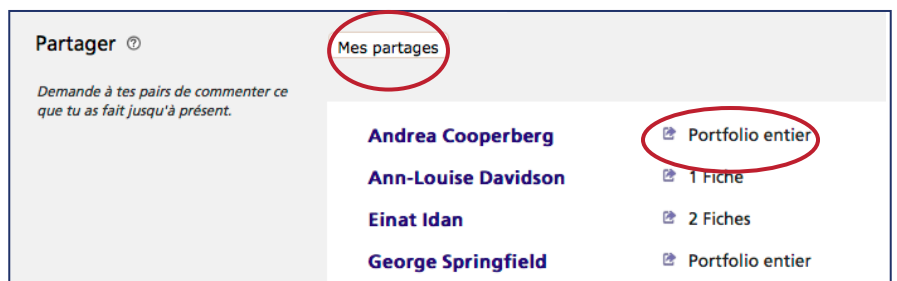 Partager ?
Mes partages
Demande à tes pairs de commenter ce
que tu as fait jusqu'à présent.
Andrea Cooperberg Portfolio entier
Ann-Louise Davidson 1 Fiche
Einat Idan 2 Fiches
George Springfield Portfolio entier